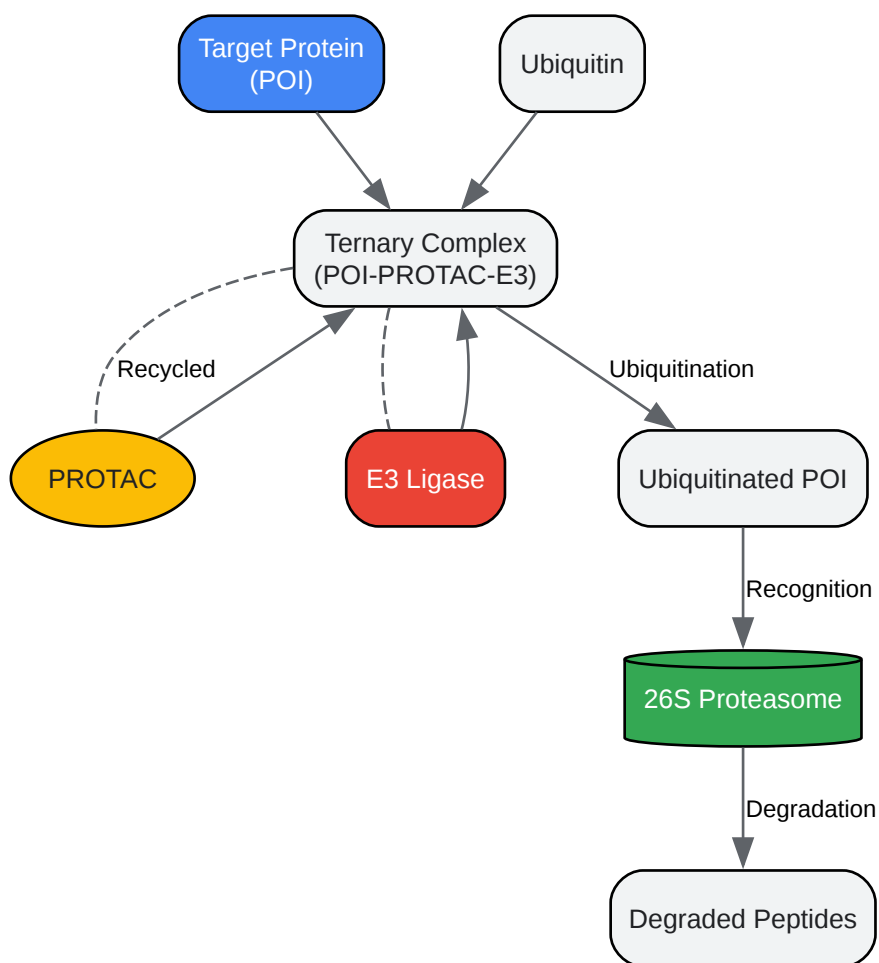 Target Protein
(POI)
Ubiquitin
Ternary Complex
(POI-PROTAC-E3)
Recycled
Ubiquitination
PROTAC
E3 Ligase
Ubiquitinated POI
Recognition
26S Proteasome
Degradation
Degraded Peptides